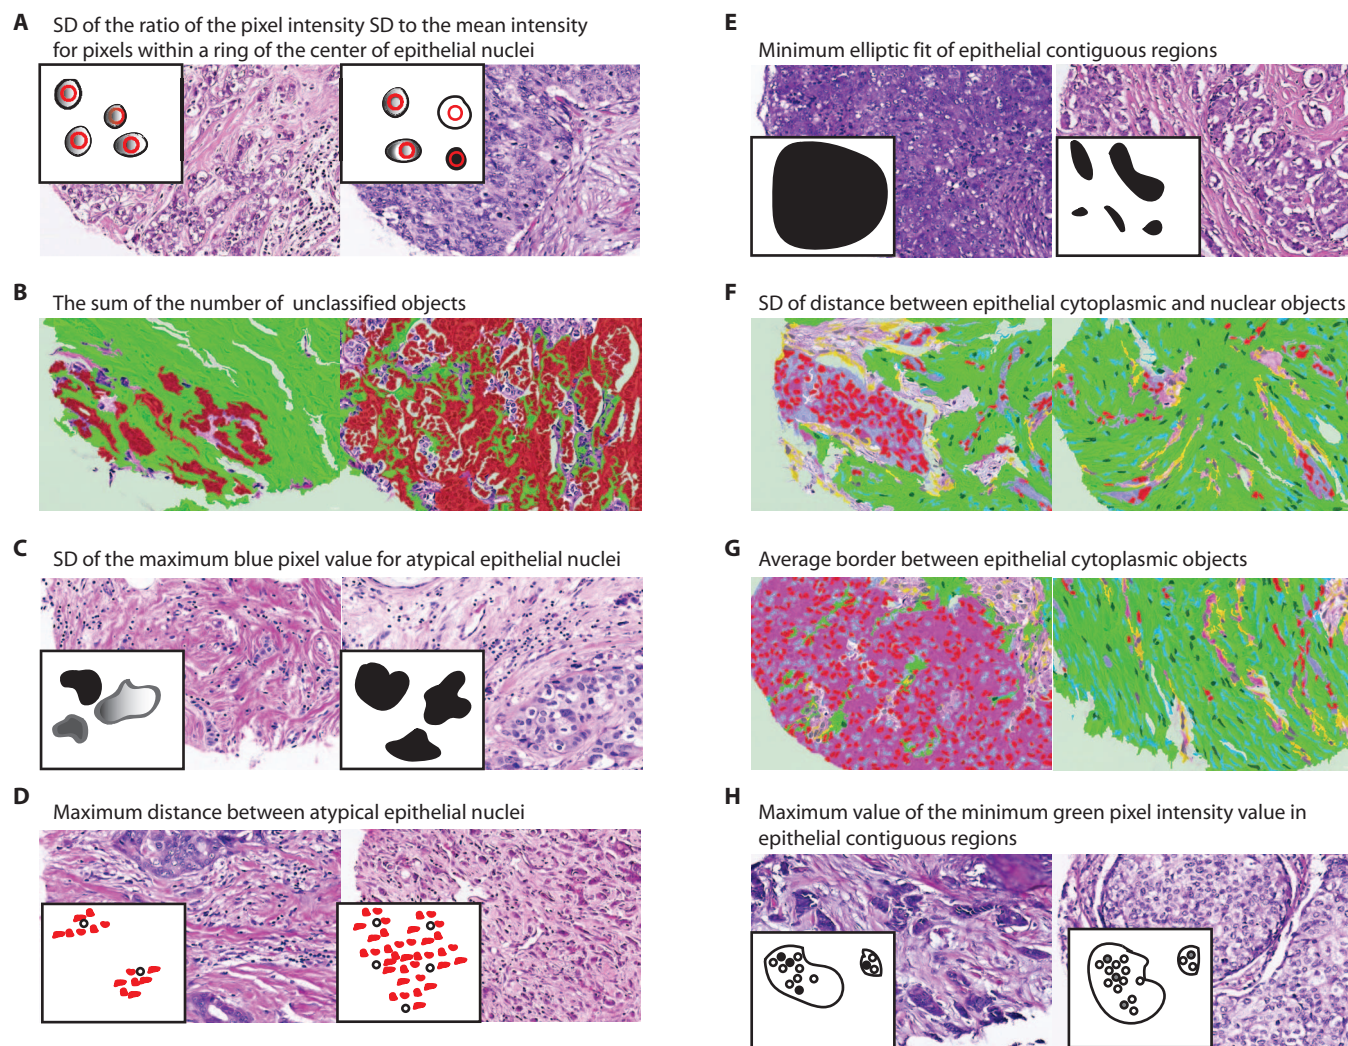 A
SD of the ratio of the pixel intensity SD to the mean intensity
for pixels within a ring of the center of epithelial nuclei
B
The sum of the number of unclassified objects
C
SD of the maximum blue pixel value for atypical epithelial nuclei
D
Maximum distance between atypical epithelial nuclei
E
Minimum elliptic fit of epithelial contiguous regions
F
SD of distance between epithelial cytoplasmic and nuclear objects
G
Average border between epithelial cytoplasmic objects
H
Maximum value of the minimum green pixel intensity value in
epithelial contiguous regions